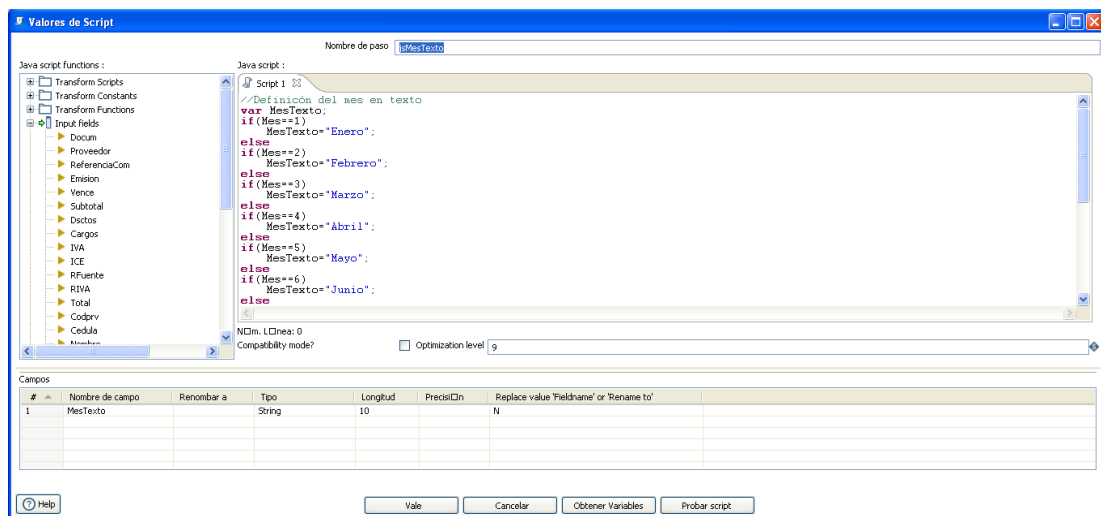 Valores de Script
Nombre de paso jsMesTexto
Java script functions :
Transform Scripts
Transform Constants
Transform Functions
Input fields
Docum
Proveedor
ReferenciaCom
Emision
Vence
Subtotal
Dsctos
Cargos
IVA
ICE
RFuente
RIVA
Total
Codprv
Cedula
Nombre
Java script :
Script 1
//Definicón del mes en texto
var MesTexto;
if(Mes==1)
MesTexto="Enero";
else
if(Mes==2)
MesTexto="Febrero";
else
if(Mes==3)
MesTexto="Marzo";
else
if(Mes==4)
MesTexto="Abril";
else
if(Mes==5)
MesTexto="Mayo";
else
if(Mes==6)
MesTexto="Junio";
else
N□m. L□nea: 0
Compatibility mode? Optimization level 9
Campos
# Nombre de campo Renombar a Tipo Longitud Precisi□n Replace value 'Fieldname' or 'Rename to'
1 MesTexto String 10 N
Help Vale Cancelar Obtener Variables Probar script